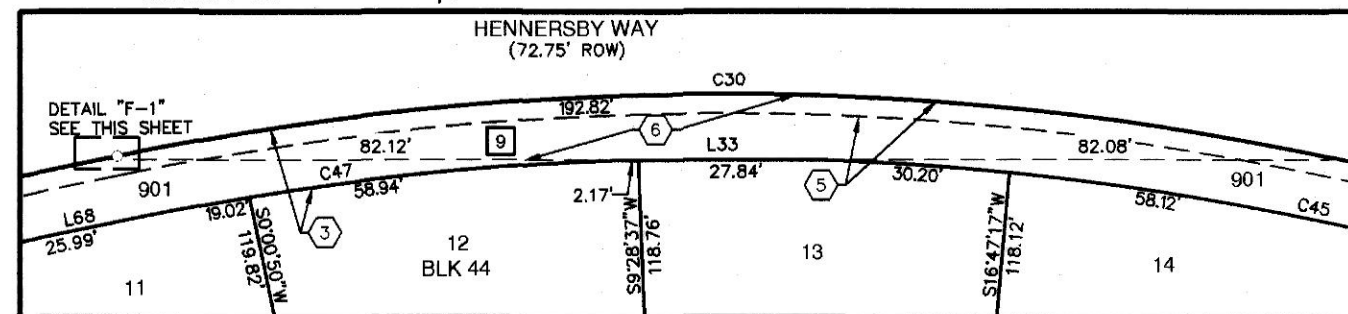 HENNERSBY WAY
(72.75' ROW)
C30
DETAIL "F-1"
SEE THIS SHEET
192.82'
6
9
82.12'
L33
82.08'
C47
27.84'
901
58.94'
2.17'
5
30.20'
901
L68
19.02'
58.12'
C45
25.99'
3
S0°00'50"W
119.82'
12
BLK 44
S9°28'37"W
118.76'
13
S16°47'17"W
118.12'
14
11